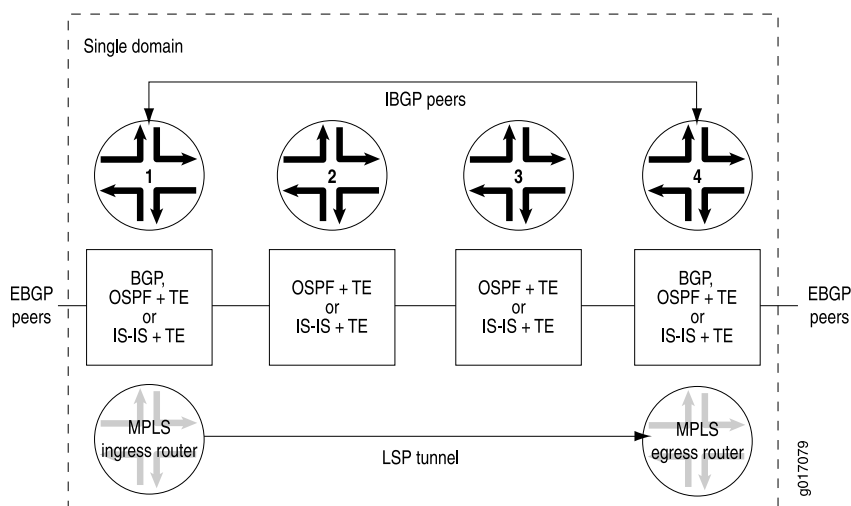 Single domain
IBGP peers
1
2
3
4
EBGP
peers
BGP,
OSPF + TE
or
IS-IS + TE
OSPF + TE
or
IS-IS + TE
OSPF + TE
or
IS-IS + TE
BGP,
OSPF + TE
or
IS-IS + TE
EBGP
peers
MPLS
ingress router
LSP tunnel
MPLS
egress router
g017079